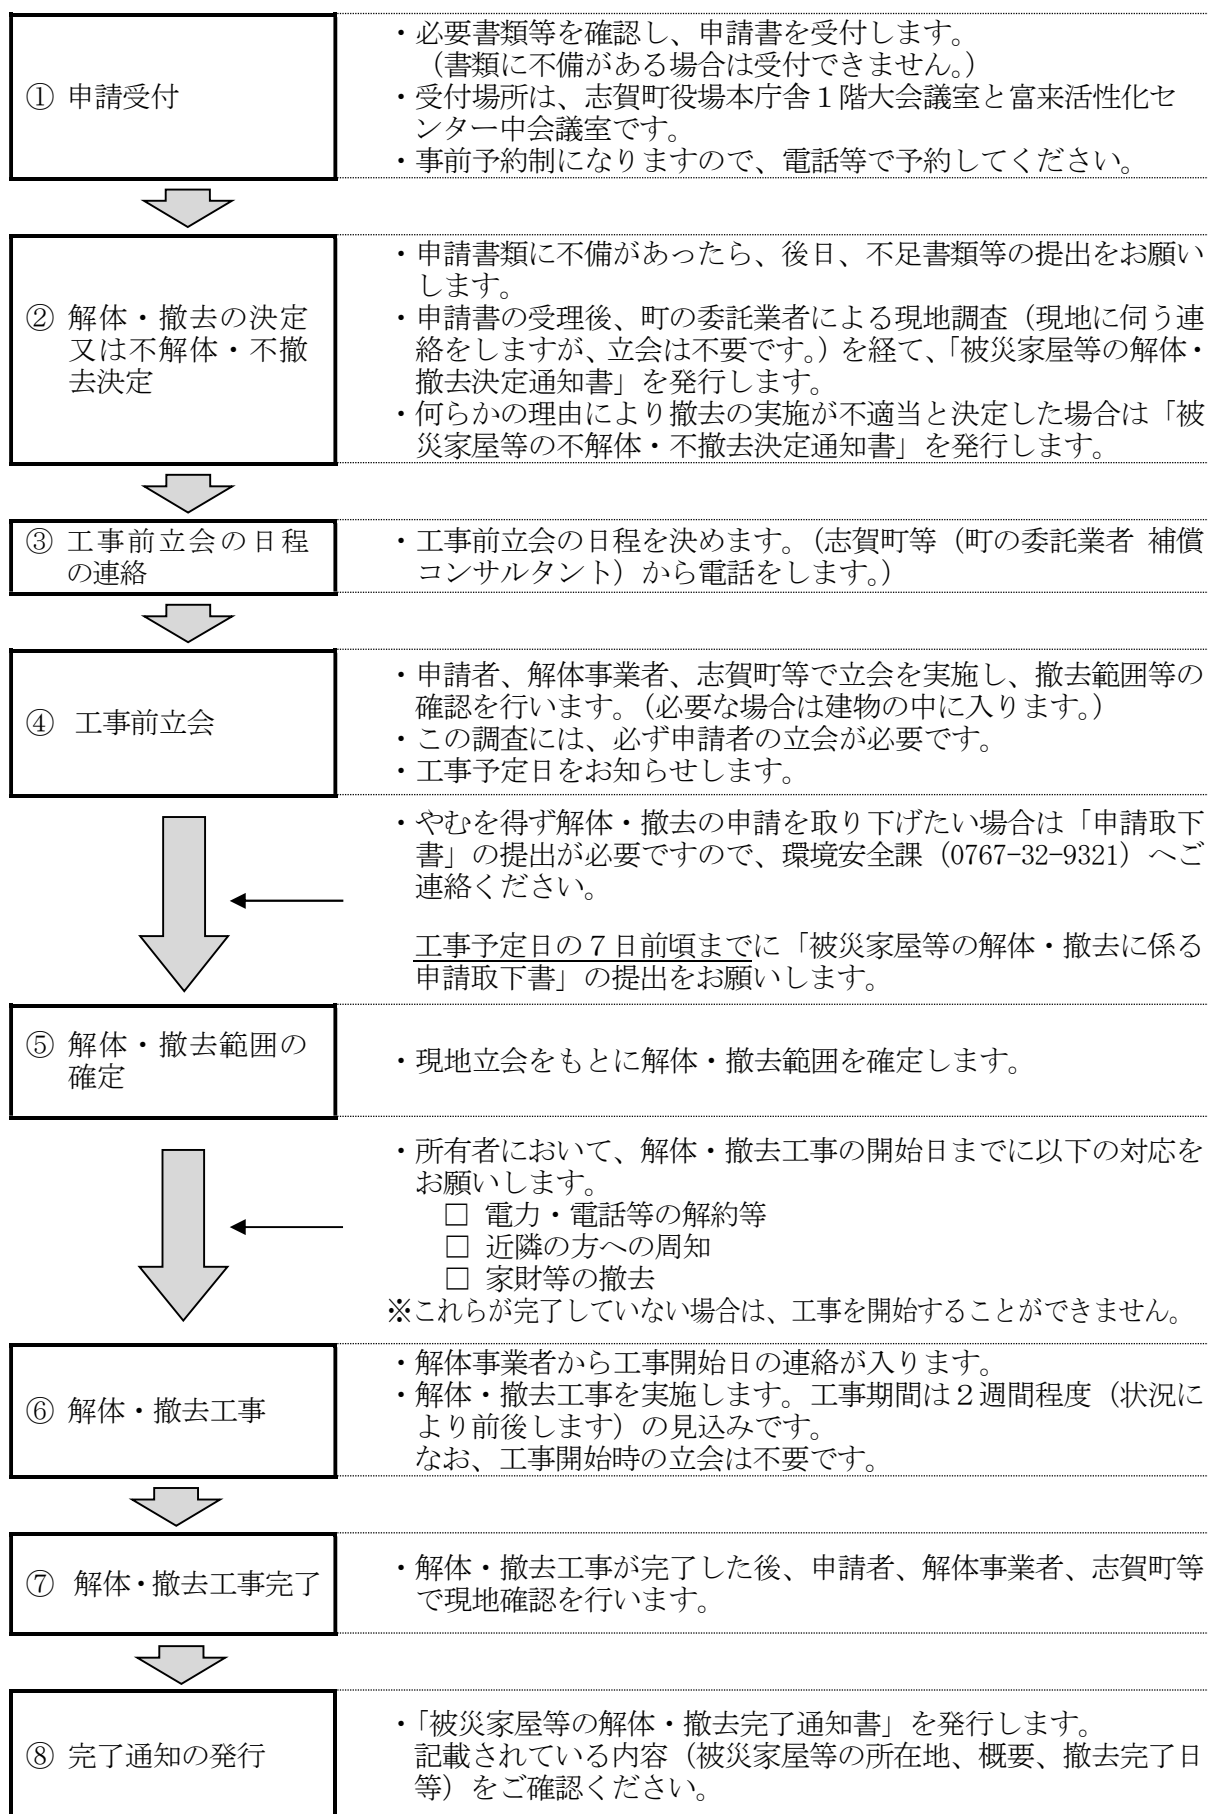 ① 申請受付
・必要書類等を確認し、申請書を受付します。
（書類に不備がある場合は受付できません。）
・受付場所は、志賀町役場本庁舎１階大会議室と富来活性化セ
ンター中会議室です。
・事前予約制になりますので、電話等で予約してください。
② 解体・撤去の決定
又は不解体・不撤
去決定
・申請書類に不備があったら、後日、不足書類等の提出をお願い
します。
・申請書の受理後、町の委託業者による現地調査（現地に伺う連
絡をしますが、立会は不要です。）を経て、「被災家屋等の解体・
撤去決定通知書」を発行します。
・何らかの理由により撤去の実施が不適当と決定した場合は「被
災家屋等の不解体・不撤去決定通知書」を発行します。
③ 工事前立会の日程
の連絡
・工事前立会の日程を決めます。（志賀町等（町の委託業者 補償
コンサルタント）から電話をします。）
④ 工事前立会
・申請者、解体事業者、志賀町等で立会を実施し、撤去範囲等の
確認を行います。（必要な場合は建物の中に入ります。）
・この調査には、必ず申請者の立会が必要です。
・工事予定日をお知らせします。
・やむを得ず解体・撤去の申請を取り下げたい場合は「申請取下
書」の提出が必要ですので、環境安全課（0767-32-9321）へご
連絡ください。
工事予定日の７日前頃までに「被災家屋等の解体・撤去に係る
申請取下書」の提出をお願いします。
⑤ 解体・撤去範囲の
確定
・現地立会をもとに解体・撤去範囲を確定します。
・所有者において、解体・撤去工事の開始日までに以下の対応を
お願いします。
□ 電力・電話等の解約等
□ 近隣の方への周知
□ 家財等の撤去
※これらが完了していない場合は、工事を開始することができません。
⑥ 解体・撤去工事
・解体事業者から工事開始日の連絡が入ります。
・解体・撤去工事を実施します。工事期間は２週間程度（状況に
より前後します）の見込みです。
なお、工事開始時の立会は不要です。
⑦ 解体・撤去工事完了
・解体・撤去工事が完了した後、申請者、解体事業者、志賀町等
で現地確認を行います。
⑧ 完了通知の発行
・「被災家屋等の解体・撤去完了通知書」を発行します。
記載されている内容（被災家屋等の所在地、概要、撤去完了日
等）をご確認ください。